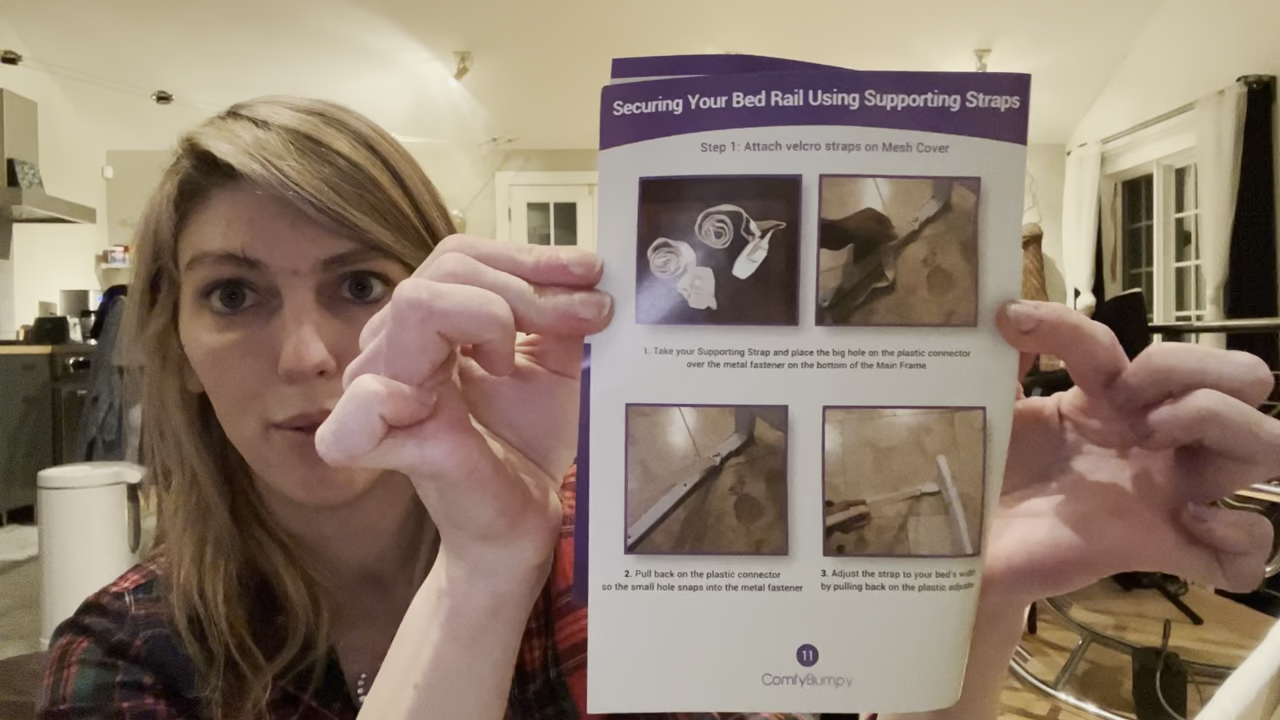 Securing Your Bed Rail Using Supporting Straps
Step 1: Attach velcro straps on Mesh Cover
1. Take your Supporting Strap and place the big hole on the plastic connector
over the metal fastener on the bottom of the Main Frame
2. Pull back on the plastic connector
so the small hole snaps into the metal fastener
3. Adjust the strap to your bed's width
by pulling back on the plastic adjuster
11
ComfyBumpy